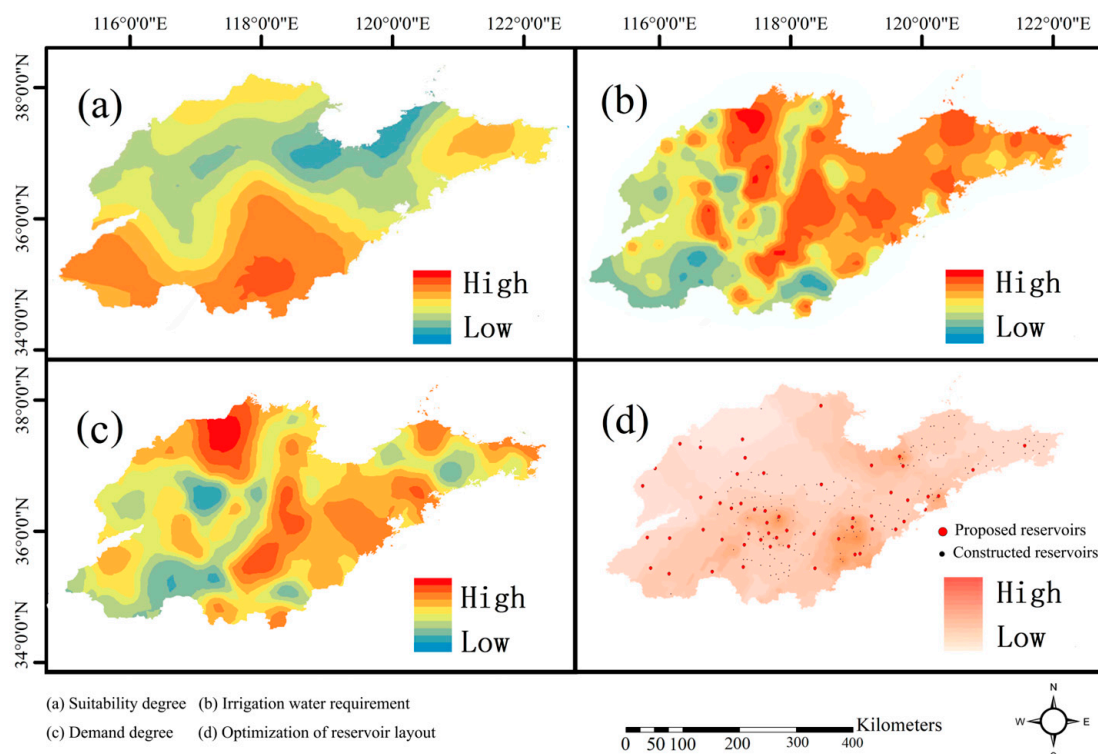 116°0'0"E 118°0'0"E 120°0'0"E 122°0'0"E 116°0'0"E 118°0'0"E 120°0'0"E 122°0'0"E
38°0'0"N
36°0'0"N
34°0'0"N
(a)
High
Low
(b)
High
Low
38°0'0"N
36°0'0"N
34°0'0"N
(c)
High
Low
(d)
Proposed reservoirs
Constructed reservoirs
High
Low
(a) Suitability degree (b) Irrigation water requirement
(c) Demand degree (d) Optimization of reservoir layout
Kilometers
0 50 100 200 300 400
N
W E
S